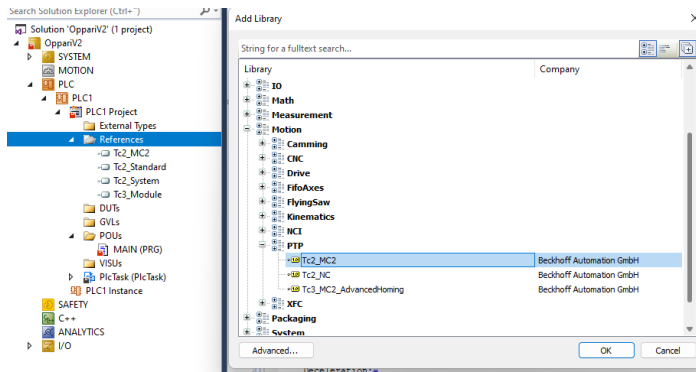 Search Solution Explorer (Ctrl+¨)
Solution 'OppariV2' (1 project)
OppariV2
SYSTEM
MOTION
PLC
PLC1
PLC1 Project
External Types
References
Tc2_MC2
Tc2_Standard
Tc2_System
Tc3_Module
DUTs
GVLs
POUs
MAIN (PRG)
VISUs
PlcTask (PlcTask)
PLC1 Instance
SAFETY
C++
ANALYTICS
I/O
Add Library
String for a fulltext search...
Library Company
IO
Math
Measurement
Motion
Camming
CNC
Drive
FifoAxes
FlyingSaw
Kinematics
NCI
PTP
Tc2_MC2 Beckhoff Automation GmbH
Tc2_NC Beckhoff Automation GmbH
Tc3_MC2_AdvancedHoming Beckhoff Automation GmbH
XFC
Packaging
System
Advanced... OK Cancel